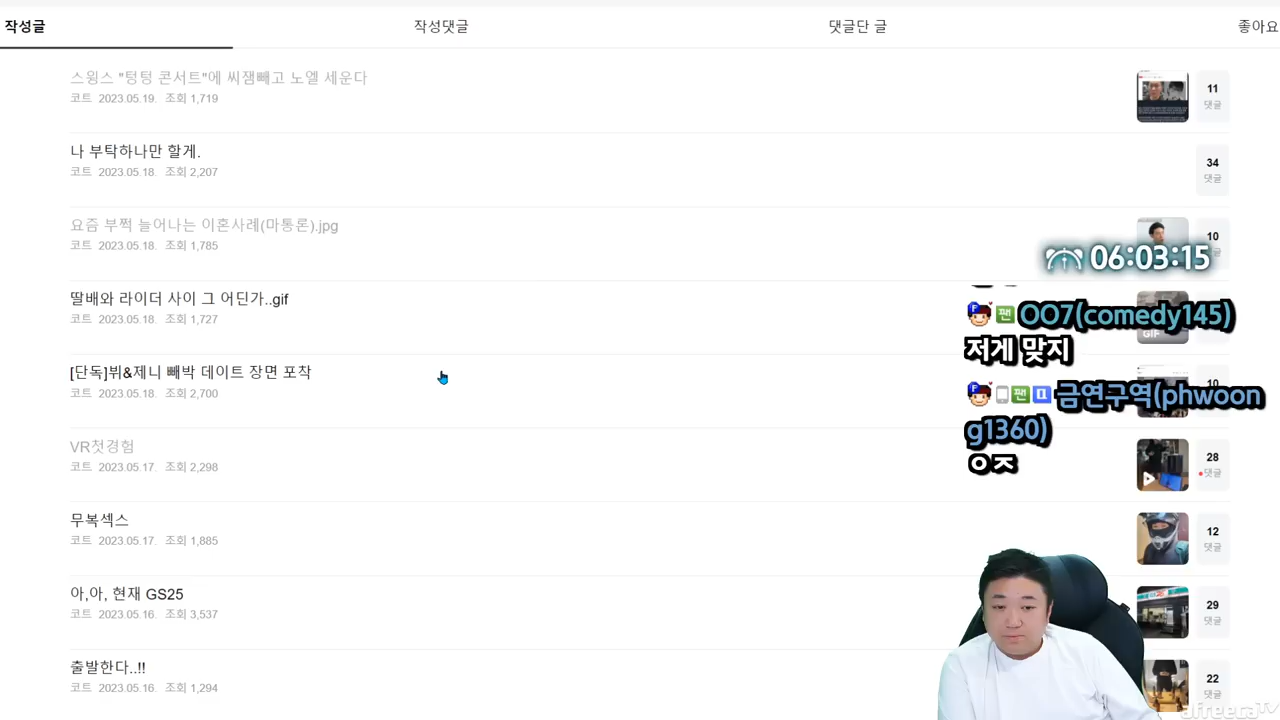 작성글
작성댓글
댓글단 글
좋아요
스윙스 "텅텅 콘서트"에 씨잼빼고 노엘 세운다
코트 2023.05.19. 조회 1,719
11
댓글
나 부탁하나만 할게.
코트 2023.05.18. 조회 2,207
34
댓글
요즘 부쩍 늘어나는 이혼사례(마통론).jpg
코트 2023.05.18. 조회 1,785
10
06:03:15
딸배와 라이더 사이 그 어딘가..gif
코트 2023.05.18. 조회 1,727
GIF
팬 OO7(comedy145)
저게 맞지
[단독]뷔&제니 빼박 데이트 장면 포착
코트 2023.05.18. 조회 2,700
10
팬 금연구역(phwoon
g1360)
ㅇㅈ
VR첫경험
코트 2023.05.17. 조회 2,298
28
댓글
무복섹스
코트 2023.05.17. 조회 1,885
12
댓글
아,아, 현재 GS25
코트 2023.05.16. 조회 3,537
29
댓글
출발한다..!!
코트 2023.05.16. 조회 1,294
22
댓글
afreecaTV